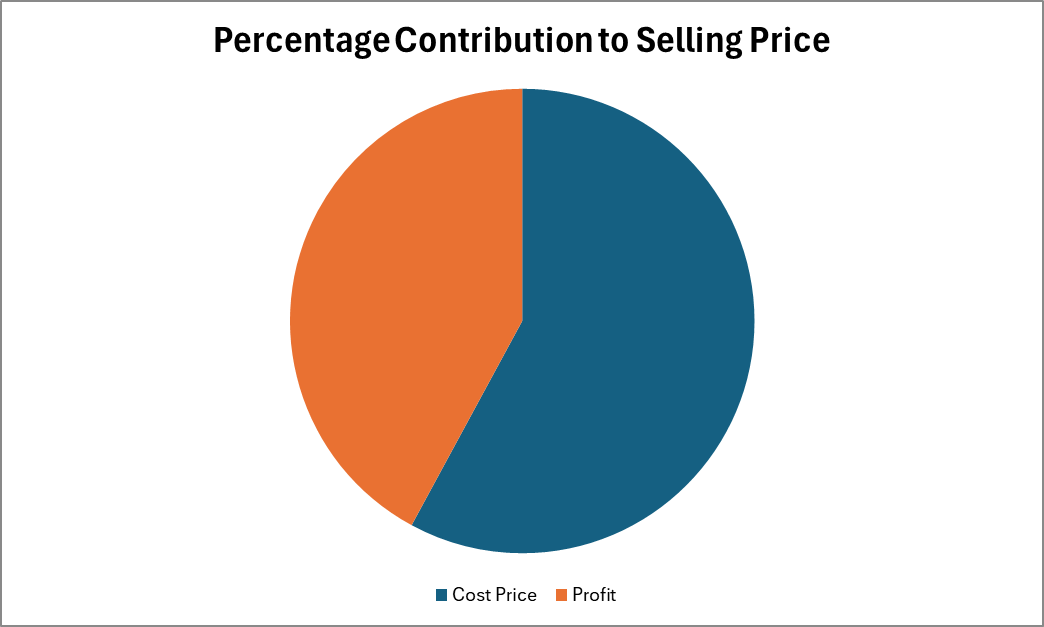 Percentage Contribution to Selling Price
Cost Price
Profit